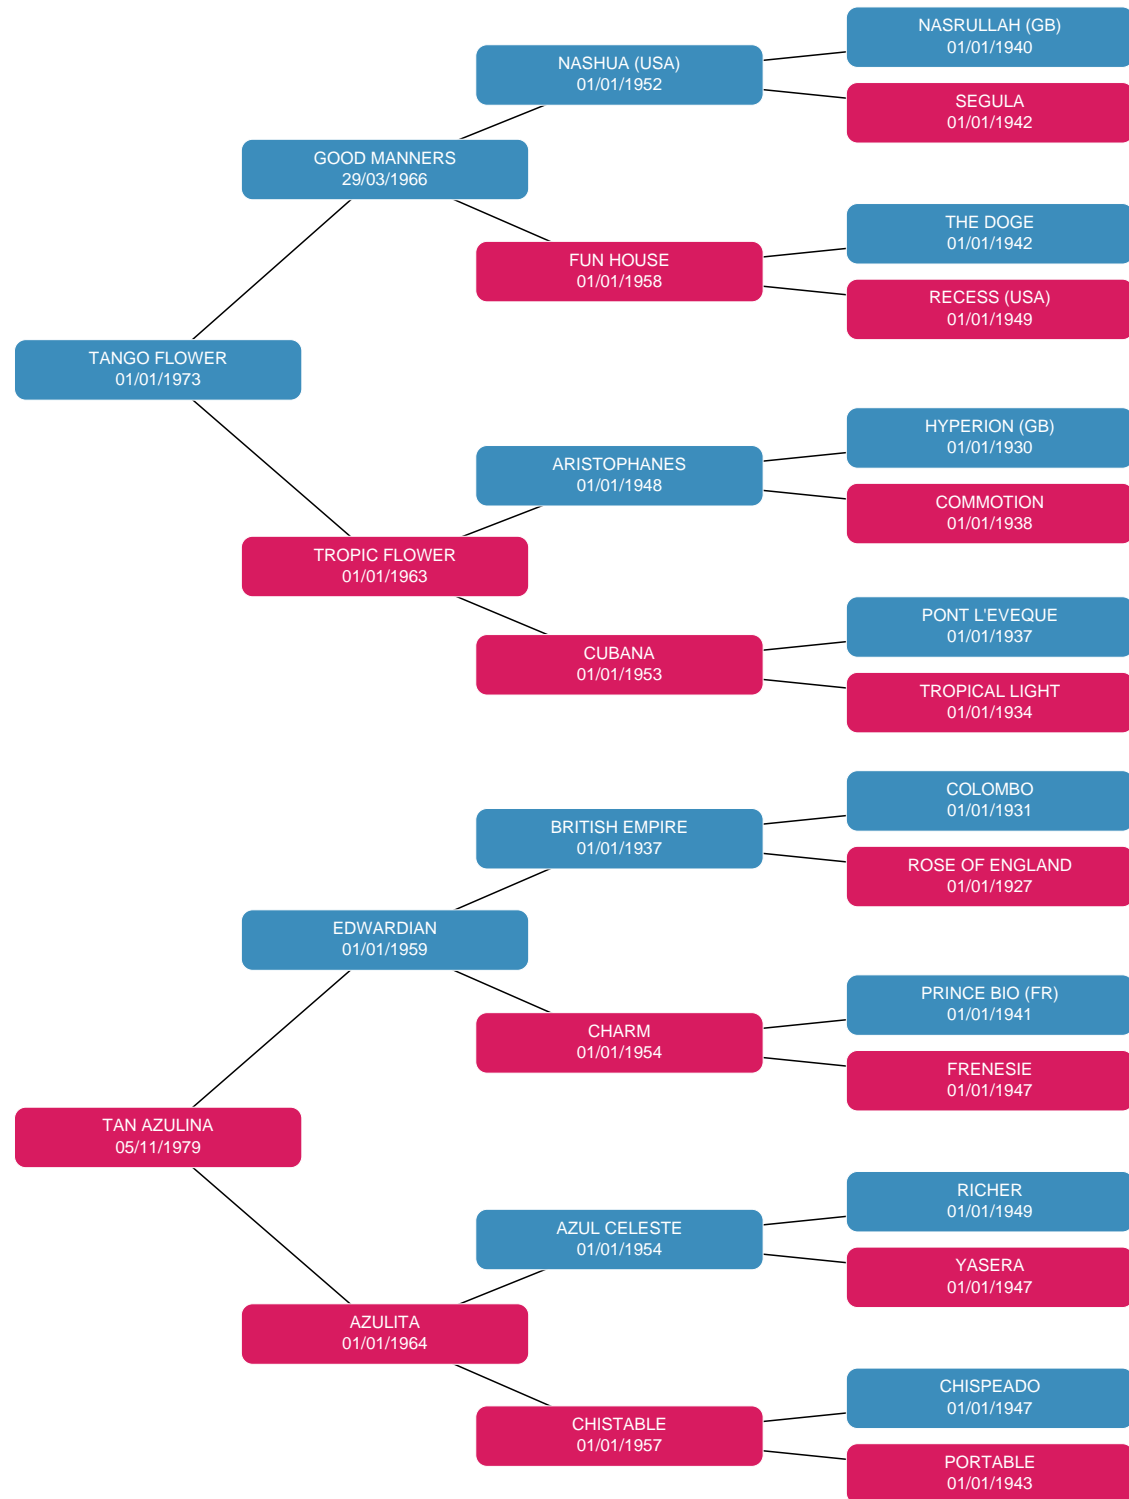 NASRULLAH (GB)
01/01/1940
NASHUA (USA)
01/01/1952
SEGULA
01/01/1942
GOOD MANNERS
29/03/1966
THE DOGE
01/01/1942
FUN HOUSE
01/01/1958
RECESS (USA)
01/01/1949
TANGO FLOWER
01/01/1973
HYPERION (GB)
01/01/1930
ARISTOPHANES
01/01/1948
COMMOTION
01/01/1938
TROPIC FLOWER
01/01/1963
PONT L'EVEQUE
01/01/1937
CUBANA
01/01/1953
TROPICAL LIGHT
01/01/1934
COLOMBO
01/01/1931
BRITISH EMPIRE
01/01/1937
ROSE OF ENGLAND
01/01/1927
EDWARDIAN
01/01/1959
PRINCE BIO (FR)
01/01/1941
CHARM
01/01/1954
FRENESIE
01/01/1947
TAN AZULINA
05/11/1979
RICHER
01/01/1949
AZUL CELESTE
01/01/1954
YASERA
01/01/1947
AZULITA
01/01/1964
CHISPEADO
01/01/1947
CHISTABLE
01/01/1957
PORTABLE
01/01/1943